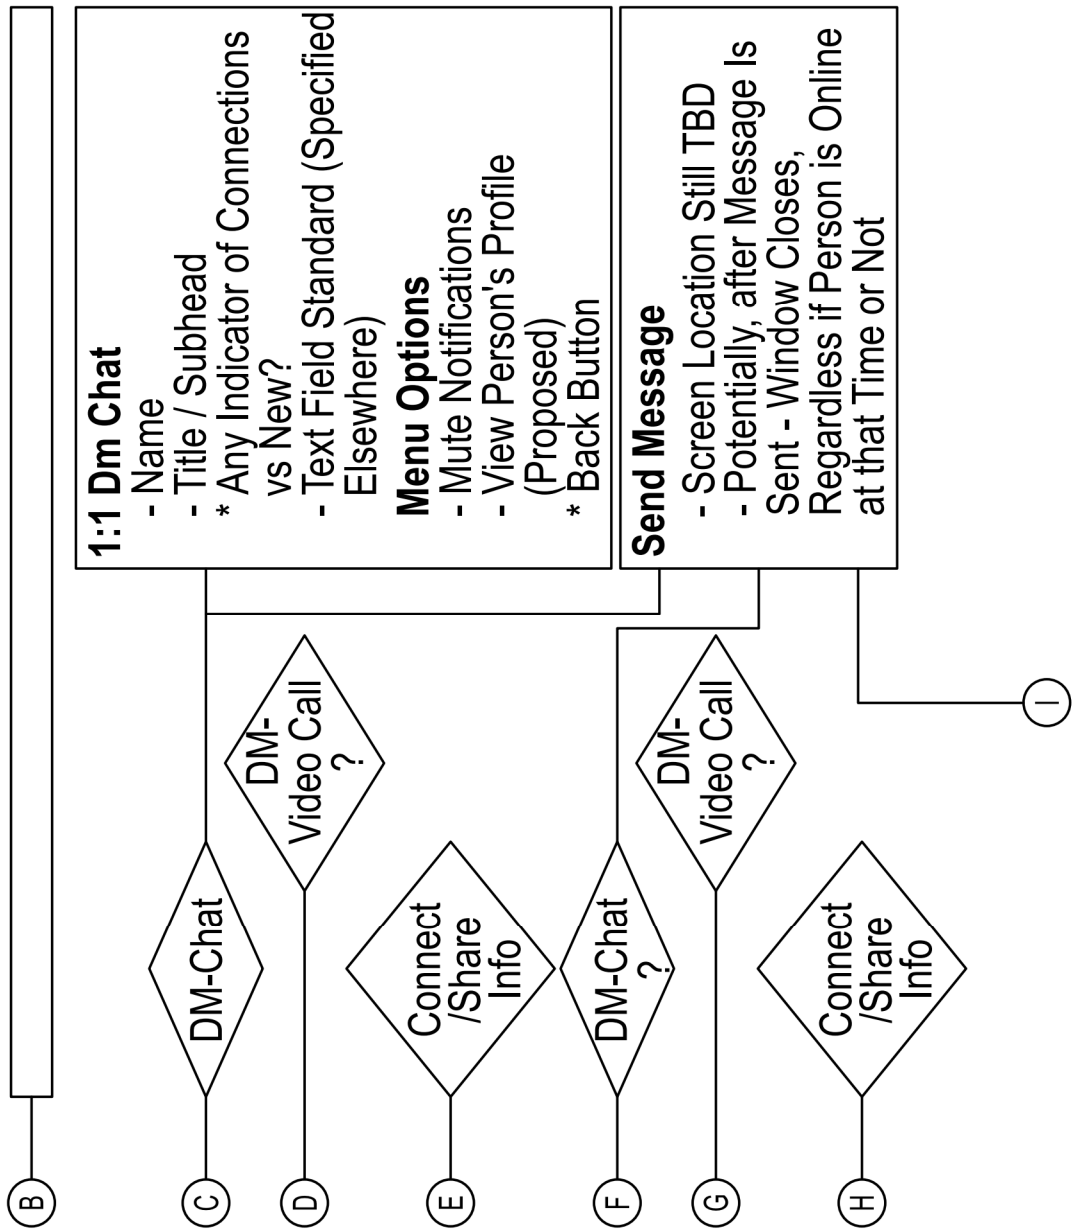 B
C
DM-Chat
1:1 Dm Chat
- Name
- Title / Subhead
* Any Indicator of Connections
vs New?
- Text Field Standard (Specified
Elsewhere)
Menu Options
- Mute Notifications
- View Person's Profile
(Proposed)
* Back Button
D
DM-
Video Call
?
E
Connect
/Share
Info
F
DM-Chat
?
Send Message
- Screen Location Still TBD
- Potentially, after Message Is
Sent - Window Closes,
Regardless if Person is Online
at that Time or Not
G
DM-
Video Call
?
H
Connect
/Share
Info
I